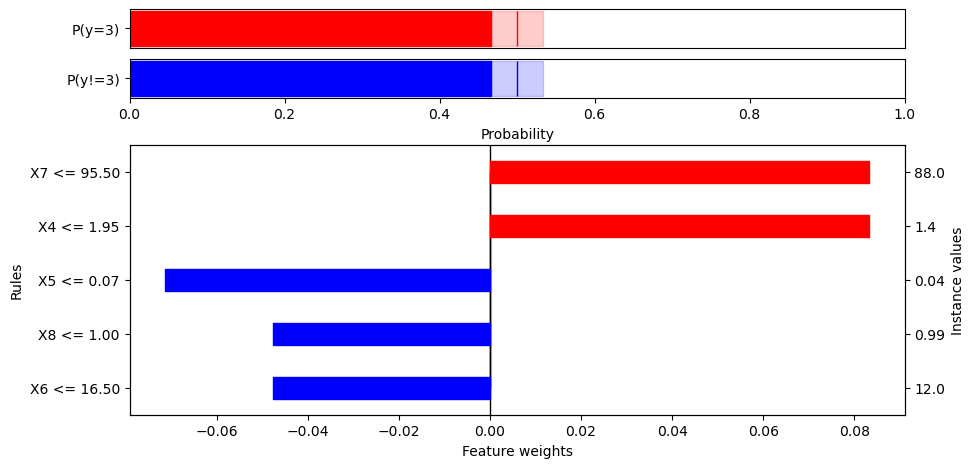 P(y=3)
P(y!=3)
0.0 0.2 0.4 0.6 0.8 1.0
Probability
X7 <= 95.50 88.0
X4 <= 1.95 1.4
X5 <= 0.07 0.04
X8 <= 1.00 0.99
X6 <= 16.50 12.0
Rules
Instance values
−0.06 −0.04 −0.02 0.00 0.02 0.04 0.06 0.08
Feature weights